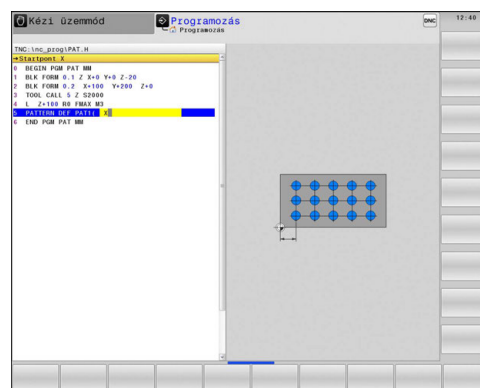 Kézi üzemmód
Programozás
Programozás
DNC
12:40
TNC:\nc_prog\PAT.H
→Startpont X
0 BEGIN PGM PAT MM
1 BLK FORM 0.1 Z X+0 Y+0 Z-20
2 BLK FORM 0.2 X+100 Y+200 Z+0
3 TOOL CALL 5 Z S2000
4 L Z+100 R0 FMAX M3
5 PATTERN DEF PAT1( X
6 END PGM PAT MM